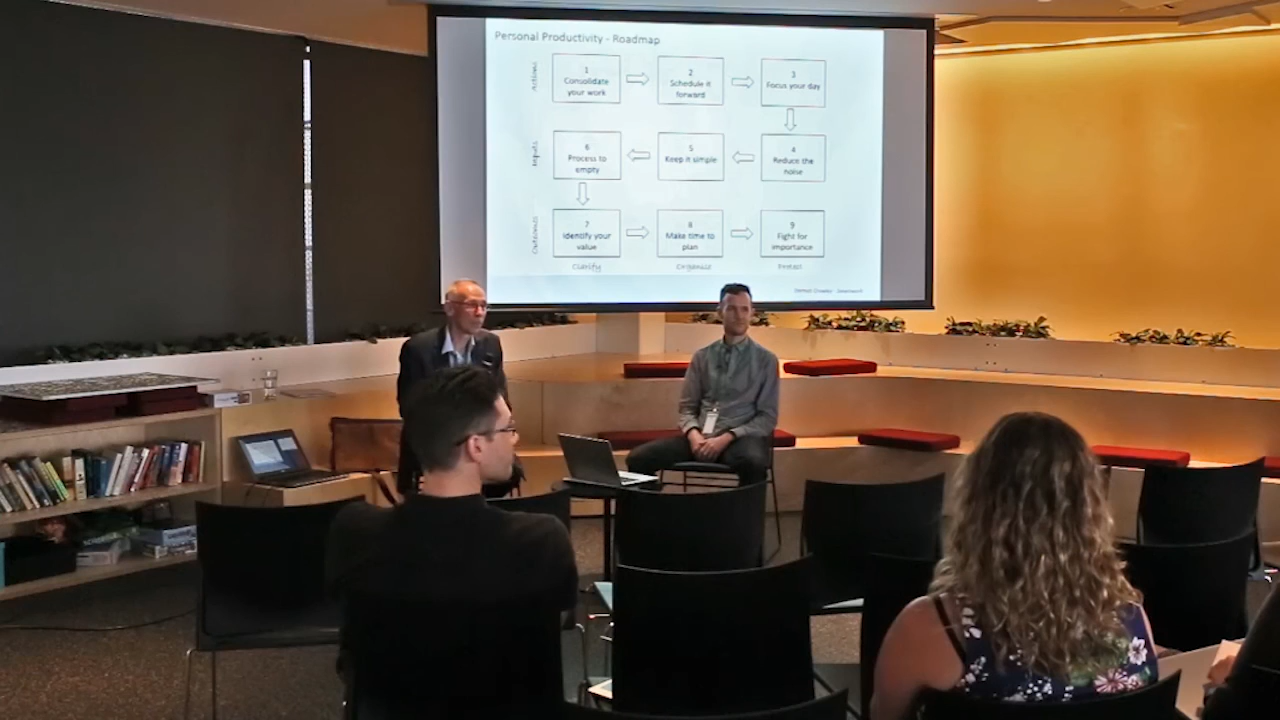 Personal Productivity - Roadmap
Actions
1
Consolidate
your work
2
Schedule it
forward
3
Focus your day
Inputs
6
Process to
empty
5
Keep it simple
4
Reduce the
noise
Outcomes
7
Identify your
value
8
Make time to
plan
9
Fight for
importance
Clarify
Organise
Protect